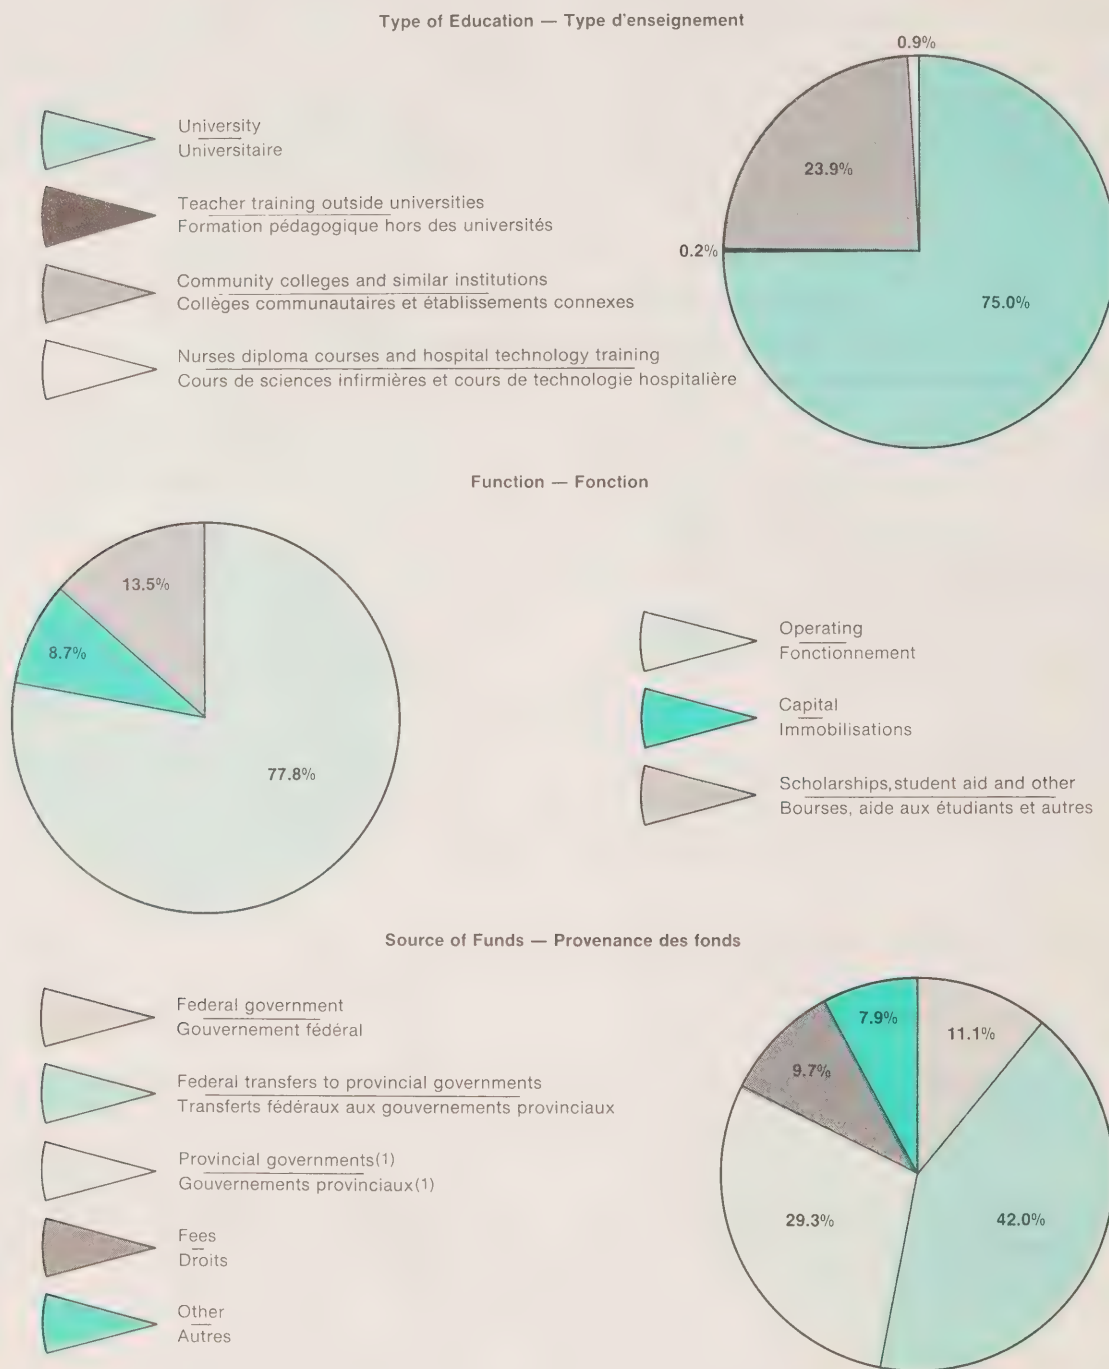 Type of Education — Type d'enseignement
0.9%
University
Universitaire
23.9%
Teacher training outside universities
Formation pédagogique hors des universités
0.2%
Community colleges and similar institutions
Collèges communautaires et établissements connexes
75.0%
Nurses diploma courses and hospital technology training
Cours de sciences infirmières et cours de technologie hospitalière
Function — Fonction
13.5%
8.7%
77.8%
Operating
Fonctionnement
Capital
Immobilisations
Scholarships, student aid and other
Bourses, aide aux étudiants et autres
Source of Funds — Provenance des fonds
Federal government
Gouvernement fédéral
7.9%
11.1%
9.7%
Federal transfers to provincial governments
Transferts fédéraux aux gouvernements provinciaux
Provincial governments(1)
Gouvernements provinciaux(1)
29.3%
42.0%
Fees
Droits
Other
Autres